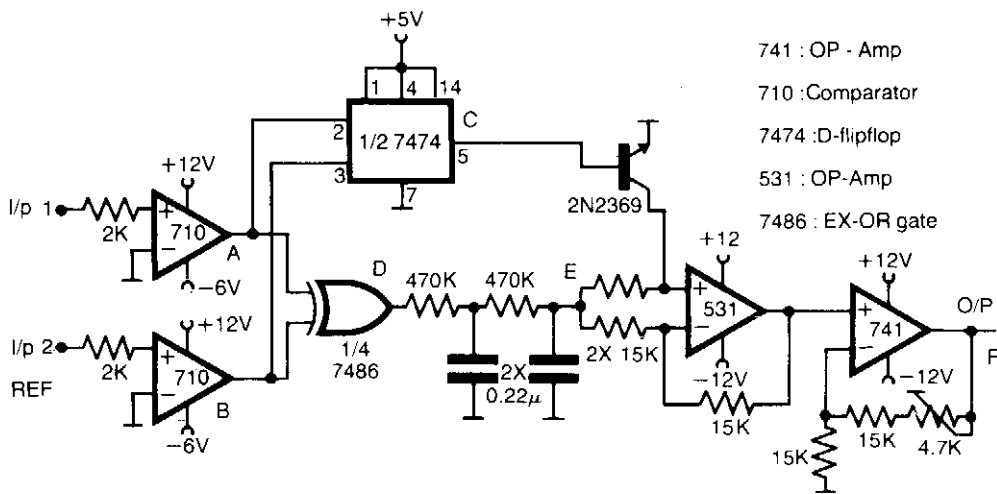 +5V
741 : OP - Amp
1 4 14
710 : Comparator
C
2 1/2 7474
5
7474 : D-flipflop
3
+12V
7
531 : OP-Amp
2N2369
I/p 1
+
7486 : EX-OR gate
2K
710
A
−
+12
−6V
D
470K 470K
E
+12V
+
O/P
531
+
741
F
+12V
−
−
I/p 2
+
1/4
2X 15K
2K
7486
2X
−12V
−12V
REF
710
0.22μ
−
B
15K
15K
4.7K
−6V
15K